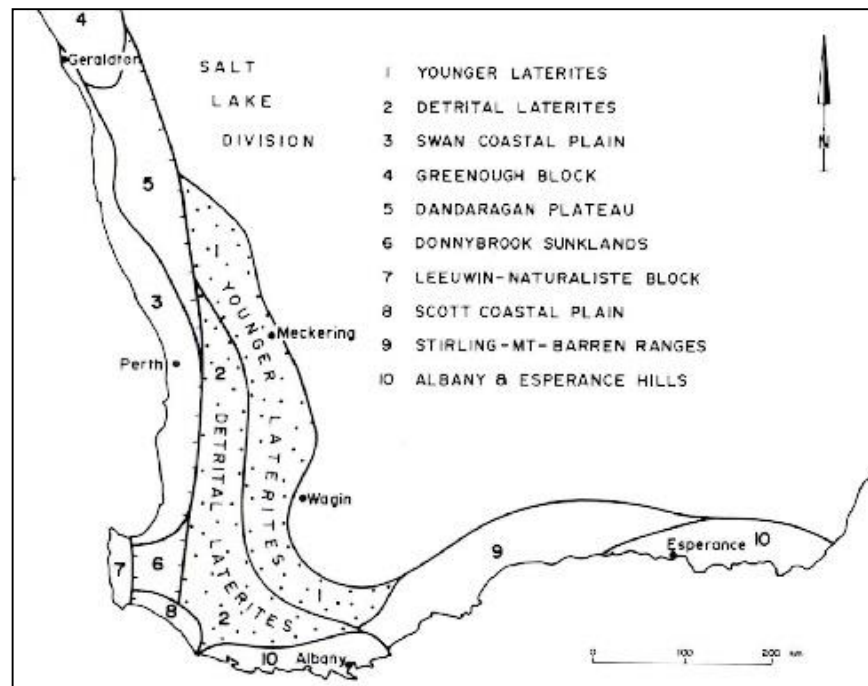 4
Geraldton
SALT
LAKE
DIVISION
1 YOUNGER LATERITES
2 DETRITAL LATERITES
3 SWAN COASTAL PLAIN
4 GREENOUGH BLOCK
5 DANDARAGAN PLATEAU
6 DONNYBROOK SUNKLANDS
7 LEEUWIN-NATURALISTE BLOCK
8 SCOTT COASTAL PLAIN
9 STIRLING-MT-BARREN RANGES
10 ALBANY & ESPERANCE HILLS
N
5
1
YOUNGER LATERITES
3
Meckering
Perth
2
DETRITAL LATERITES
Wagin
7
6
8
9
Esperance
10
1
2
10
Albany
0 100 200 km